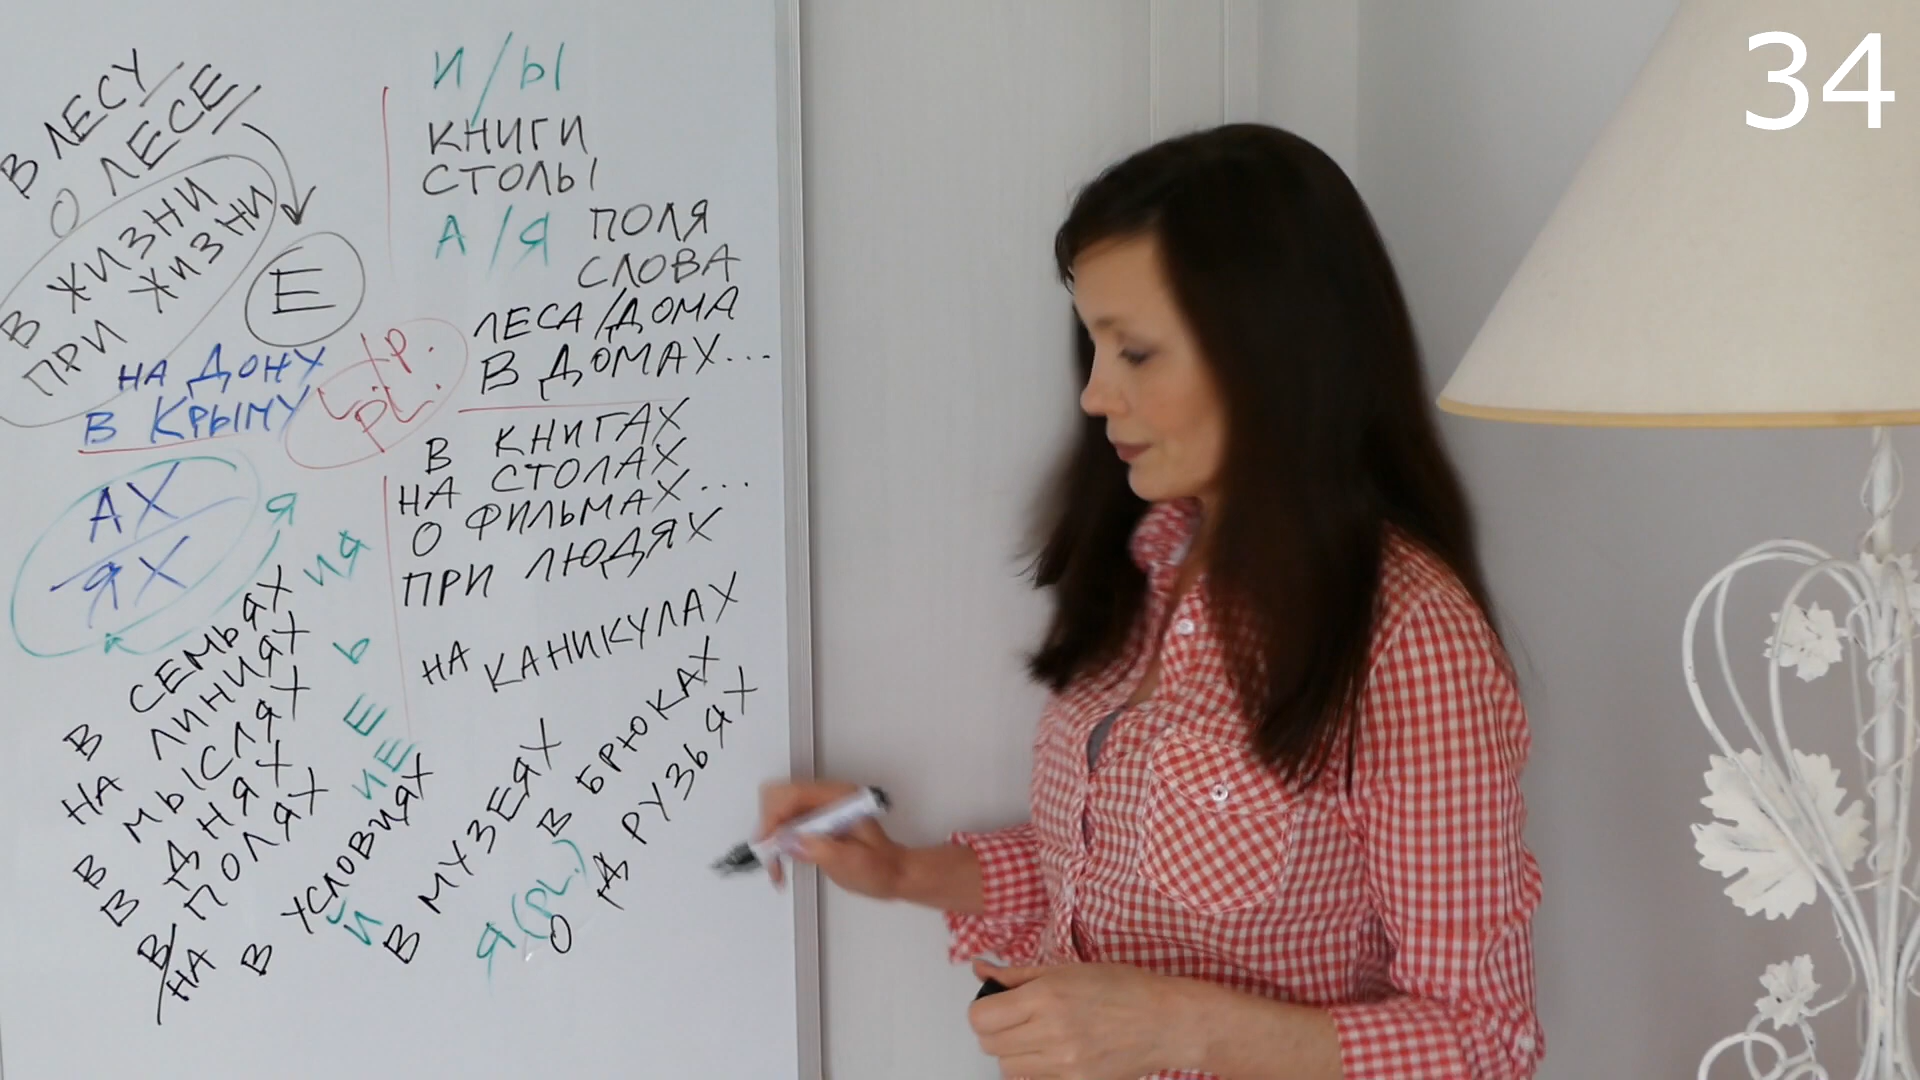 34
В ЛЕСУ
О ЛЕСЕ
В ЖИЗНИ
ПРИ ЖИЗНИ
Е
НА ДОНУ
В КРЫМУ
PL.
АХ
ЯХ
Я
ИЯ
Ь
Е
ИЕ
Й
Я (PL.)
В СЕМЬЯХ
НА ЛИНИЯХ
В МЫСЛЯХ
В ДНЯХ
В/НА ПОЛЯХ
В УСЛОВИЯХ
В МУЗЕЯХ
В БРЮКАХ
О ДРУЗЬЯХ
И/Ы
КНИГИ
СТОЛЫ
А/Я ПОЛЯ
СЛОВА
ЛЕСА/ДОМА
В ДОМАХ...
В КНИГАХ
НА СТОЛАХ
О ФИЛЬМАХ...
ПРИ ЛЮДЯХ
НА КАНИКУЛАХ